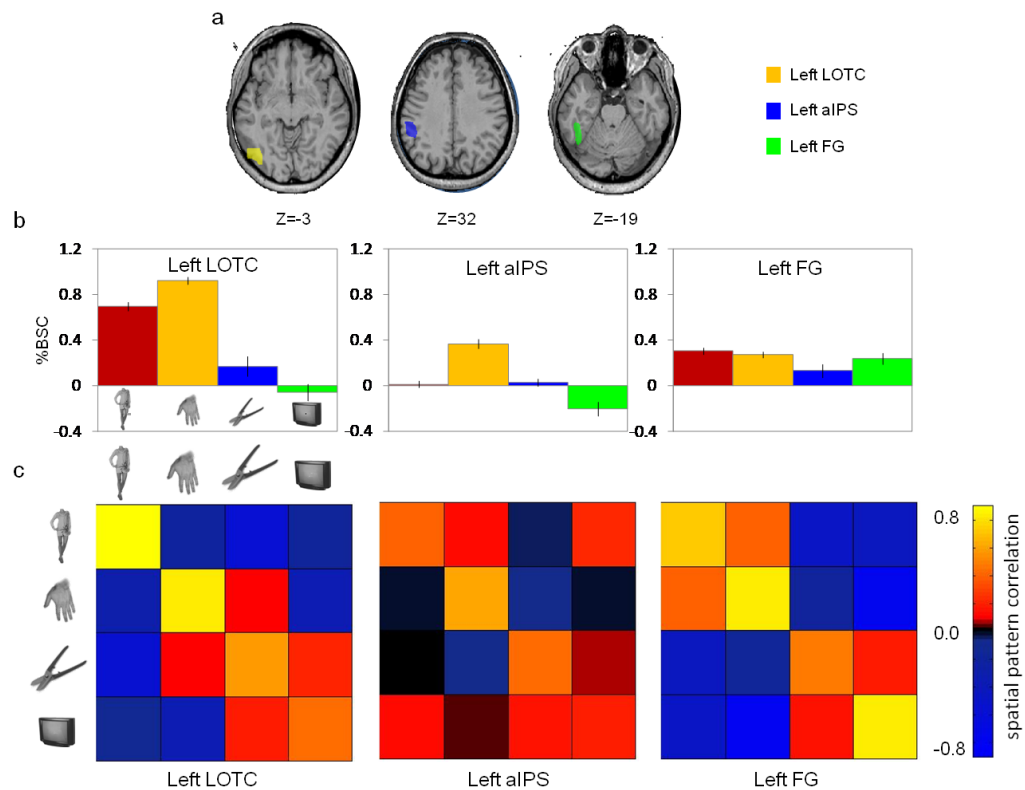 a
Left LOTC
Left aIPS
Left FG
Z=-3
Z=32
Z=-19
b
%BSC
1.2
0.8
0.4
0
-0.4
Left LOTC
1.2
0.8
0.4
0
-0.4
Left aIPS
1.2
0.8
0.4
0
-0.4
Left FG
c
Left LOTC
Left aIPS
Left FG
0.8
0.0
-0.8
spatial pattern correlation